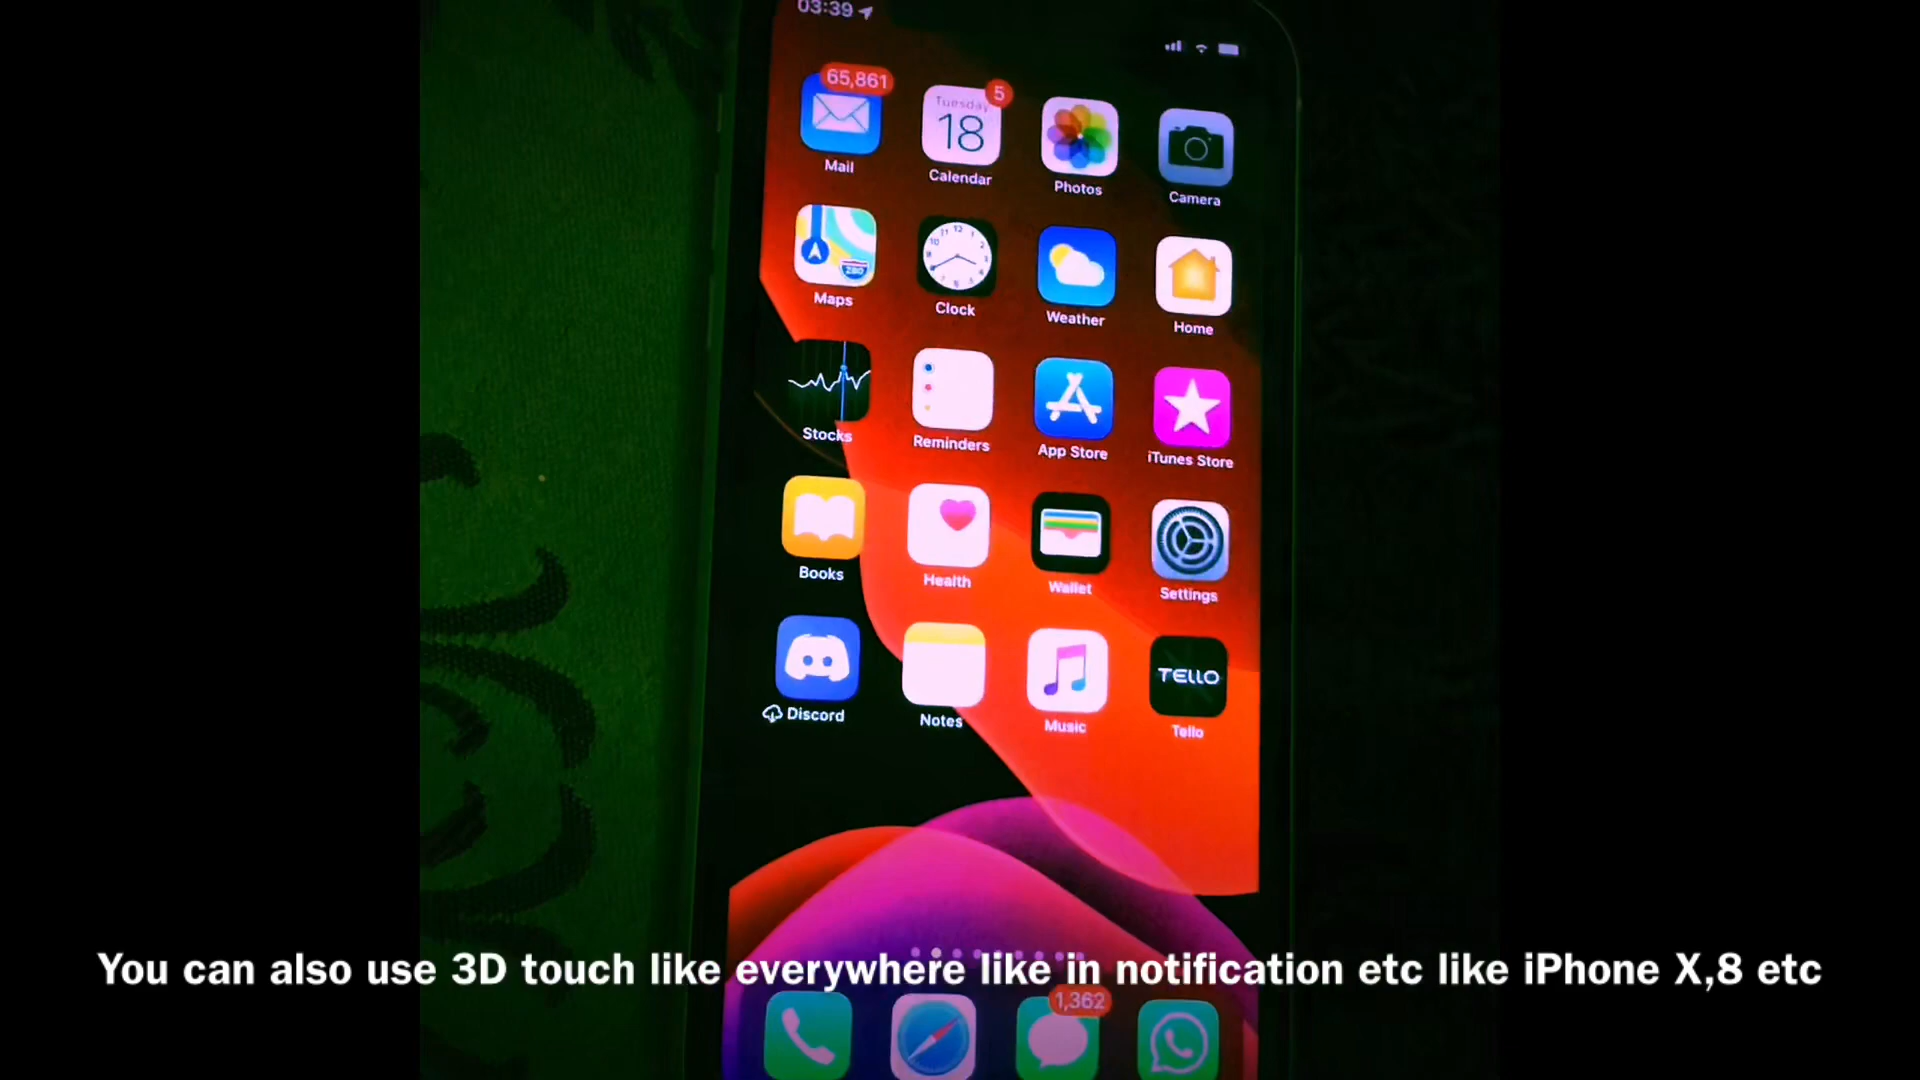 03:39
65,861
5
Tuesday
18
Mail
Calendar
Photos
Camera
280
Maps
Clock
Weather
Home
Stocks
Reminders
App Store
iTunes Store
Books
Health
Wallet
Settings
TELLO
Discord
Notes
Music
Tello
You can also use 3D touch like everywhere like in notification etc like iPhone X,8 etc
1,362